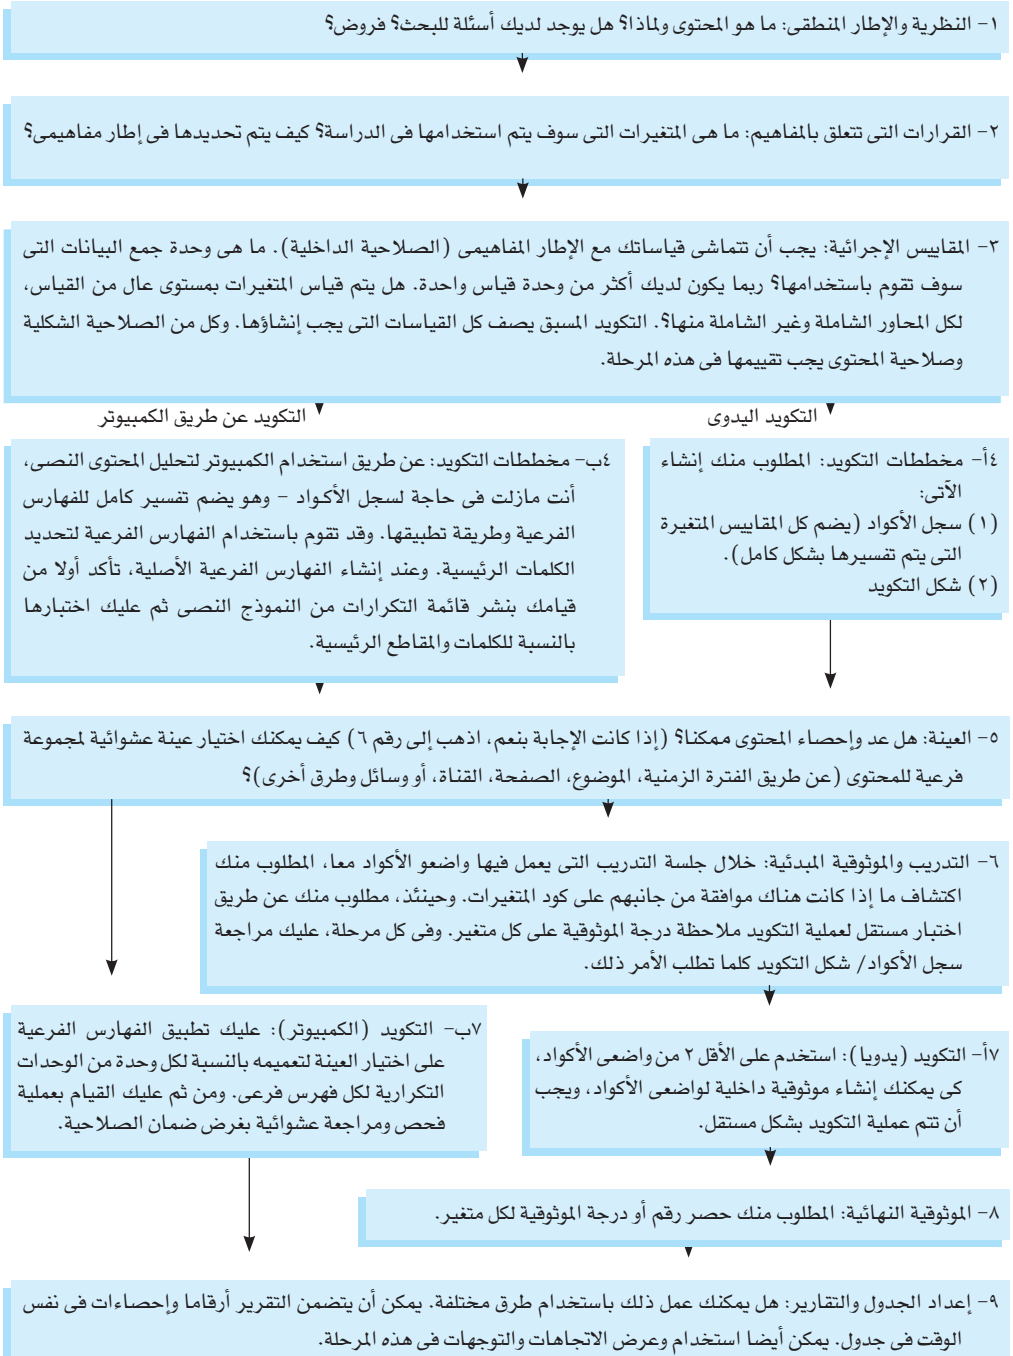 ١- النظرية والإطار المنطقى: ما هو المحتوى ولماذا؟ هل يوجد لديك أسئلة للبحث؟ فروض؟
٢- القرارات التى تتعلق بالمفاهيم: ما هى المتغيرات التى سوف يتم استخدامها فى الدراسة؟ كيف يتم تحديدها فى إطار مفاهيمى؟
٣- المقاييس الإجرائية: يجب أن تتماشى قياساتك مع الإطار المفاهيمى (الصلاحية الداخلية). ما هى وحدة جمع البيانات التى
سوف تقوم باستخدامها؟ ربما يكون لديك أكثر من وحدة قياس واحدة. هل يتم قياس المتغيرات بمستوى عال من القياس،
لكل المحاور الشاملة وغير الشاملة منها؟. التكويد المسبق يصف كل القياسات التى يجب إنشاؤها. وكل من الصلاحية الشكلية
وصلاحية المحتوى يجب تقييمها فى هذه المرحلة.
التكويد اليدوى
٤أ- مخططات التكويد: المطلوب منك إنشاء
الآتى:
(١) سجل الأكواد (يضم كل المقاييس المتغيرة
التى يتم تفسيرها بشكل كامل).
(٢) شكل التكويد
التكويد عن طريق الكمبيوتر
٤ب- مخططات التكويد: عن طريق استخدام الكمبيوتر لتحليل المحتوى النصى،
أنت مازلت فى حاجة لسجل الأكواد – وهو يضم تفسير كامل للفهارس
الفرعية وطريقة تطبيقها. وقد تقوم باستخدام الفهارس الفرعية لتحديد
الكلمات الرئيسية. وعند إنشاء الفهارس الفرعية الأصلية، تأكد أولا من
قيامك بنشر قائمة التكرارات من النموذج النصى ثم عليك اختبارها
بالنسبة للكلمات والمقاطع الرئيسية.
٥- العينة: هل عد وإحصاء المحتوى ممكنا؟ (إذا كانت الإجابة بنعم، اذهب إلى رقم ٦) كيف يمكنك اختيار عينة عشوائية لمجموعة
فرعية للمحتوى (عن طريق الفترة الزمنية، الموضوع، الصفحة، القناة، أو وسائل وطرق أخرى)؟
٦- التدريب والموثوقية المبدئية: خلال جلسة التدريب التى يعمل فيها واضعو الأكواد معا، المطلوب منك
اكتشاف ما إذا كانت هناك موافقة من جانبهم على كود المتغيرات. وحينئذ، مطلوب منك عن طريق
اختبار مستقل لعملية التكويد ملاحظة درجة الموثوقية على كل متغير. وفى كل مرحلة، عليك مراجعة
سجل الأكواد/ شكل التكويد كلما تطلب الأمر ذلك.
٧أ- التكويد (يدويا): استخدم على الأقل ٢ من واضعى الأكواد،
كى يمكنك إنشاء موثوقية داخلية لواضعى الأكواد، ويجب
أن تتم عملية التكويد بشكل مستقل.
٧ب- التكويد (الكمبيوتر): عليك تطبيق الفهارس الفرعية
على اختيار العينة لتعميمه بالنسبة لكل وحدة من الوحدات
التكرارية لكل فهرس فرعى. ومن ثم عليك القيام بعملية
فحص ومراجعة عشوائية بغرض ضمان الصلاحية.
٨- الموثوقية النهائية: المطلوب منك حصر رقم أو درجة الموثوقية لكل متغير.
٩- إعداد الجدول والتقارير: هل يمكنك عمل ذلك باستخدام طرق مختلفة. يمكن أن يتضمن التقرير أرقاما وإحصاءات فى نفس
الوقت فى جدول. يمكن أيضا استخدام وعرض الاتجاهات والتوجهات فى هذه المرحلة.